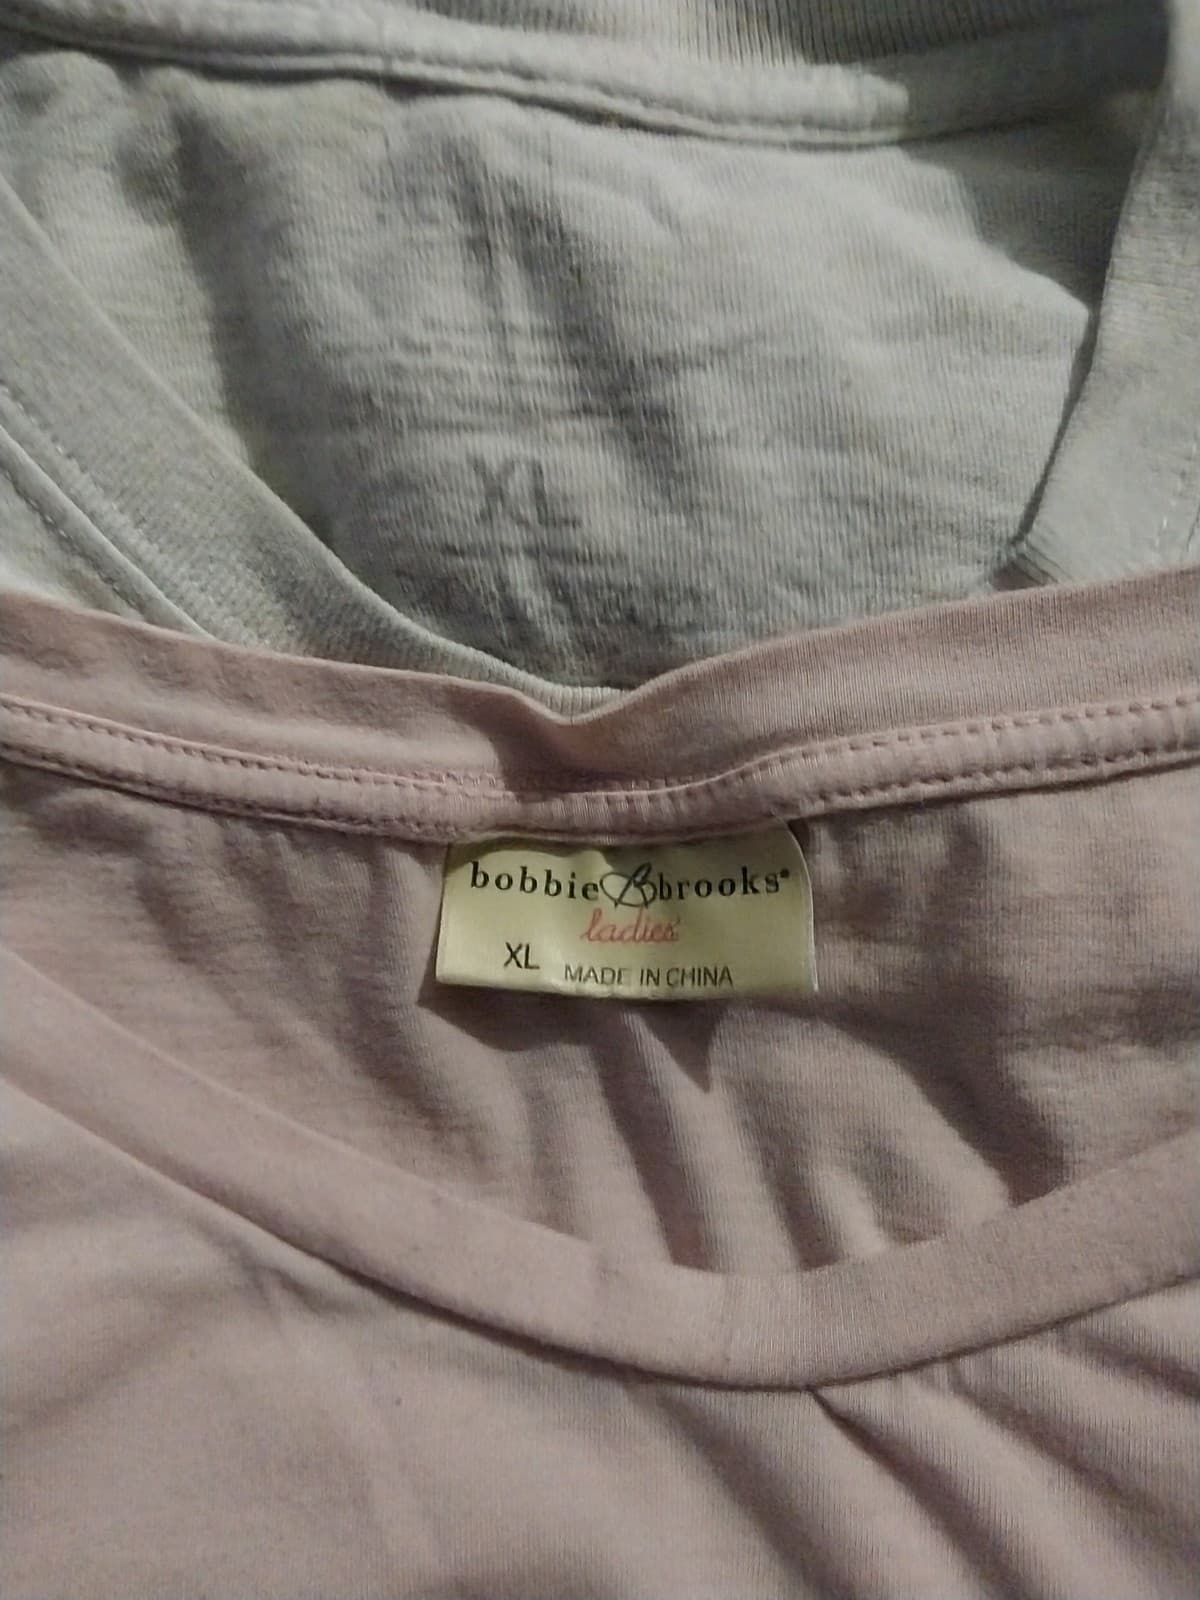 XL
bobbie B brooks®
ladies'
XL MADE IN CHINA